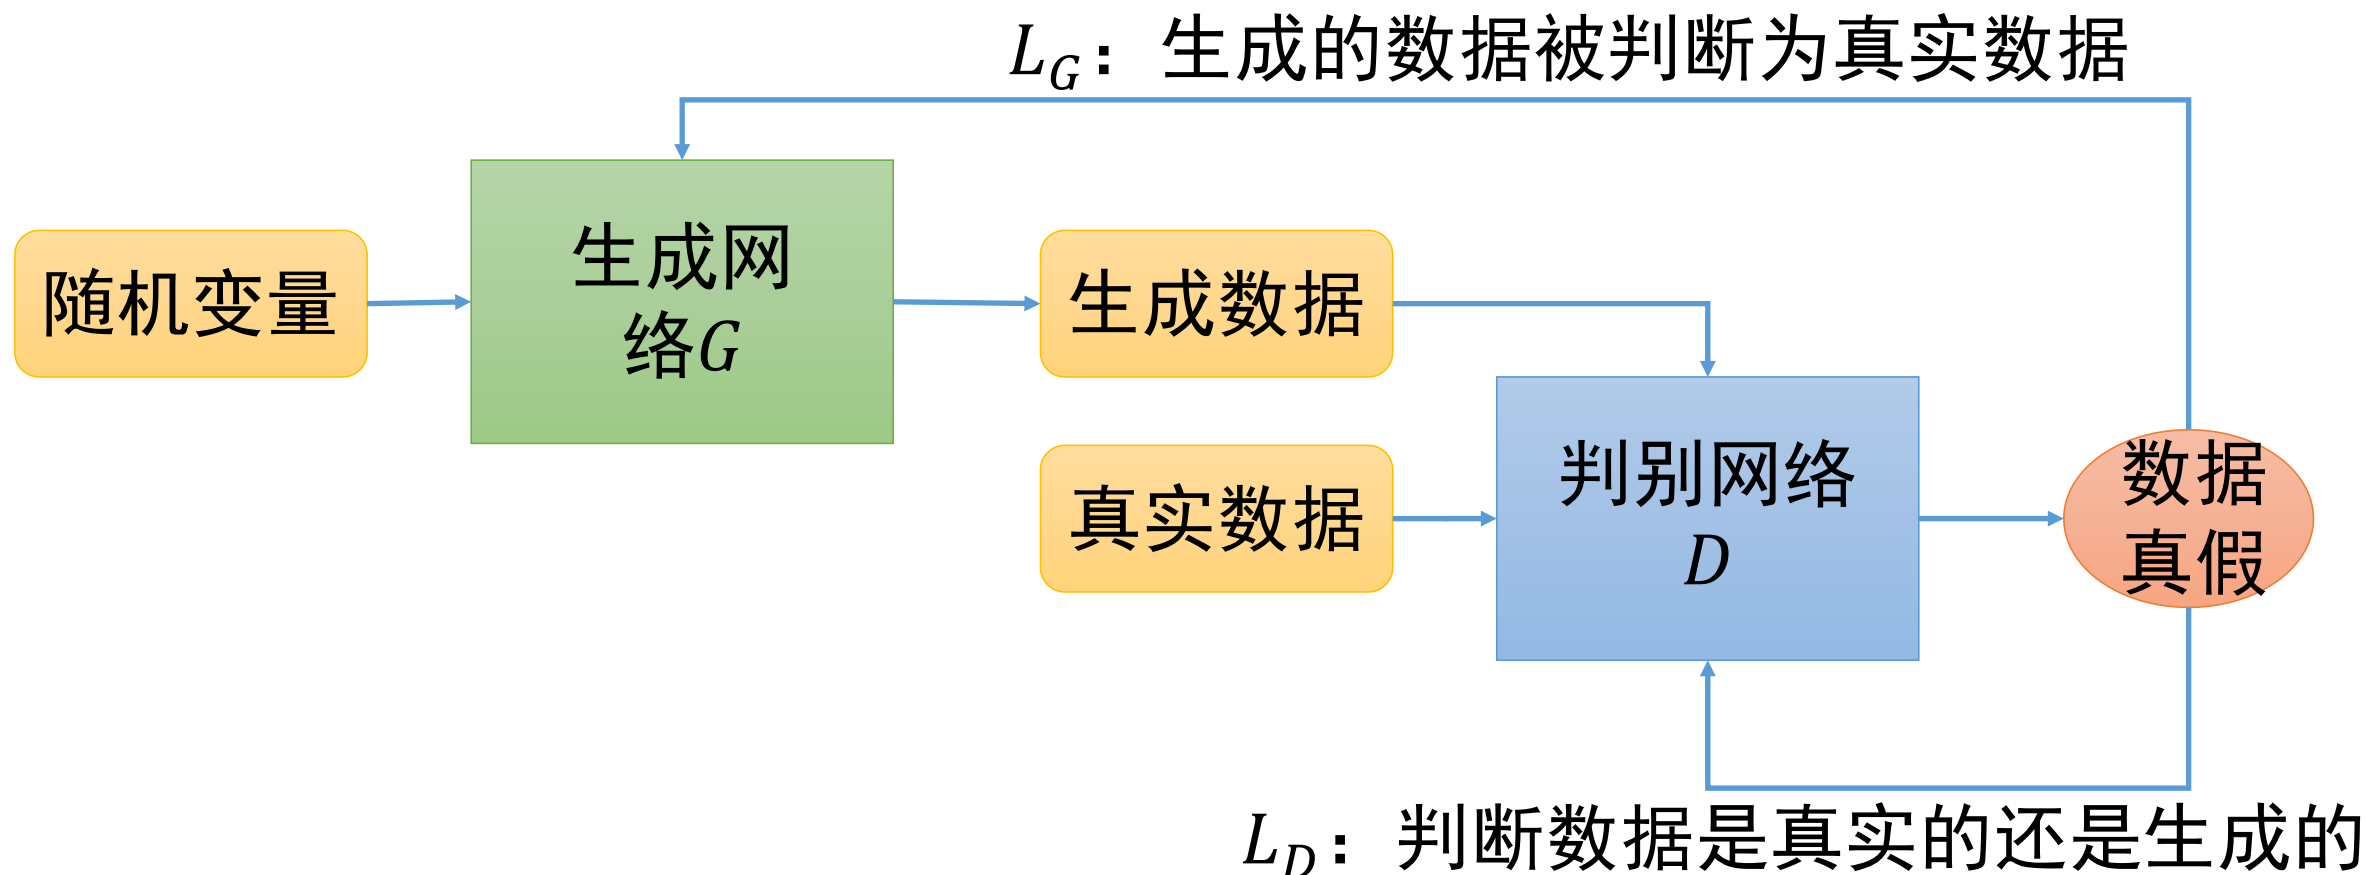 L_G：生成的数据被判断为真实数据
随机变量
生成网
络G
生成数据
真实数据
判别网络
D
数据
真假
L_D：判断数据是真实的还是生成的